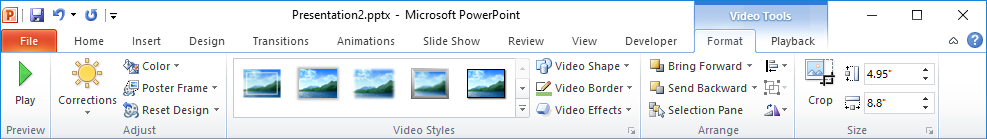 Presentation2.pptx - Microsoft PowerPoint Video Tools
File Home Insert Design Transitions Animations Slide Show Review View Developer Format Playback
Play Corrections Color Poster Frame Reset Design
Video Shape Video Border Video Effects
Bring Forward Send Backward Selection Pane
Crop 4.95" 8.8"
Preview Adjust Video Styles Arrange Size